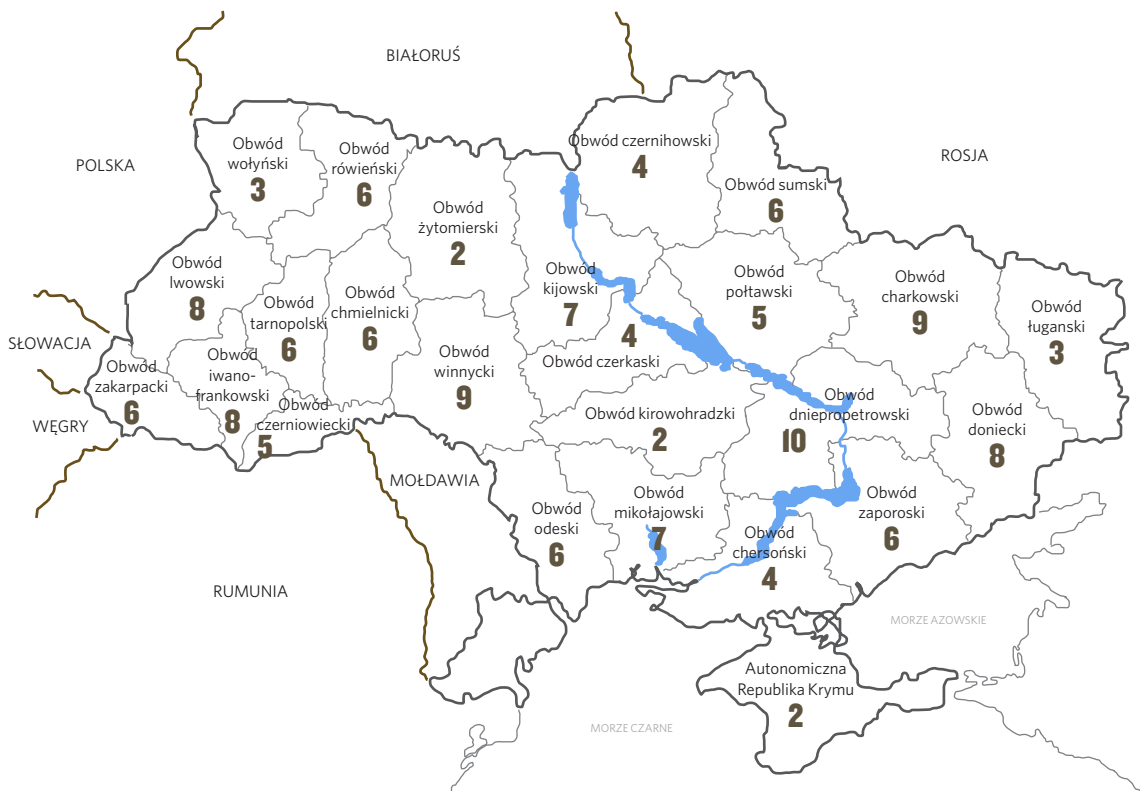 BIAŁORUŚ
POLSKA
ROSJA
SŁOWACJA
WĘGRY
MOŁDAWIA
RUMUNIA
MORZE AZOWSKIE
MORZE CZARNE
Obwód
wołyński
3
Obwód
rówieński
6
Obwód
żytomierski
2
Obwód czernihowski
4
Obwód sumski
6
Obwód
lwowski
8
Obwód
tarnopolski
6
Obwód
chmielnicki
6
Obwód
kijowski
7
4
Obwód czerkaski
Obwód
połtawski
5
Obwód
charkowski
9
Obwód
ługanski
3
Obwód
zakarpacki
6
Obwód
iwano-
frankowski
8
Obwód
czerniowiecki
5
Obwód
winnycki
9
Obwód kirowohradzki
2
Obwód
dniepropetrowski
10
Obwód
doniecki
8
Obwód
odeski
6
Obwód
mikołajowski
7
Obwód
chersoński
4
Obwód
zaporoski
6
Autonomiczna
Republika Krymu
2